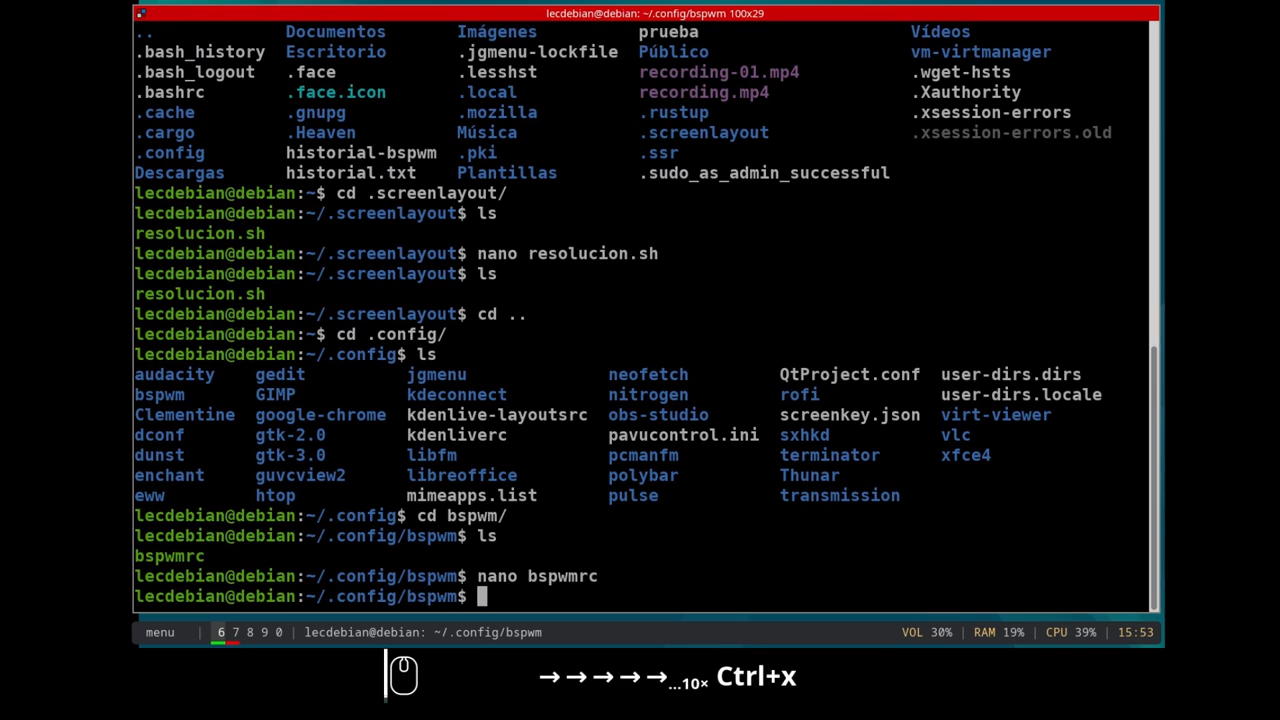 lecdebian@debian: ~/.config/bspwm 100x29
.. Documentos Imágenes prueba Vídeos
.bash_history Escritorio .jgmenu-lockfile Público vm-virtmanager
.bash_logout .face .lesshst recording-01.mp4 .wget-hsts
.bashrc .face.icon .local recording.mp4 .Xauthority
.cache .gnupg .mozilla .rustup .xsession-errors
.cargo .Heaven Música .screenlayout .xsession-errors.old
.config historial-bspwm .pki .ssr
Descargas historial.txt Plantillas .sudo_as_admin_successful
lecdebian@debian:~$ cd .screenlayout/
lecdebian@debian:~/.screenlayout$ ls
resolucion.sh
lecdebian@debian:~/.screenlayout$ nano resolucion.sh
lecdebian@debian:~/.screenlayout$ ls
resolucion.sh
lecdebian@debian:~/.screenlayout$ cd ..
lecdebian@debian:~$ cd .config/
lecdebian@debian:~/.config$ ls
audacity gedit jgmenu neofetch QtProject.conf user-dirs.dirs
bspwm GIMP kdeconnect nitrogen rofi user-dirs.locale
Clementine google-chrome kdenlive-layoutsrc obs-studio screenkey.json virt-viewer
dconf gtk-2.0 kdenliverc pavucontrol.ini sxhkd vlc
dunst gtk-3.0 libfm pcmanfm terminator xfce4
enchant guvcview2 libreoffice polybar Thunar
eww htop mimeapps.list pulse transmission
lecdebian@debian:~/.config$ cd bspwm/
lecdebian@debian:~/.config/bspwm$ ls
bspwmrc
lecdebian@debian:~/.config/bspwm$ nano bspwmrc
lecdebian@debian:~/.config/bspwm$
menu | 6 7 8 9 0 | lecdebian@debian: ~/.config/bspwm VOL 30% | RAM 19% | CPU 39% | 15:53
→→→→→...10× Ctrl+x